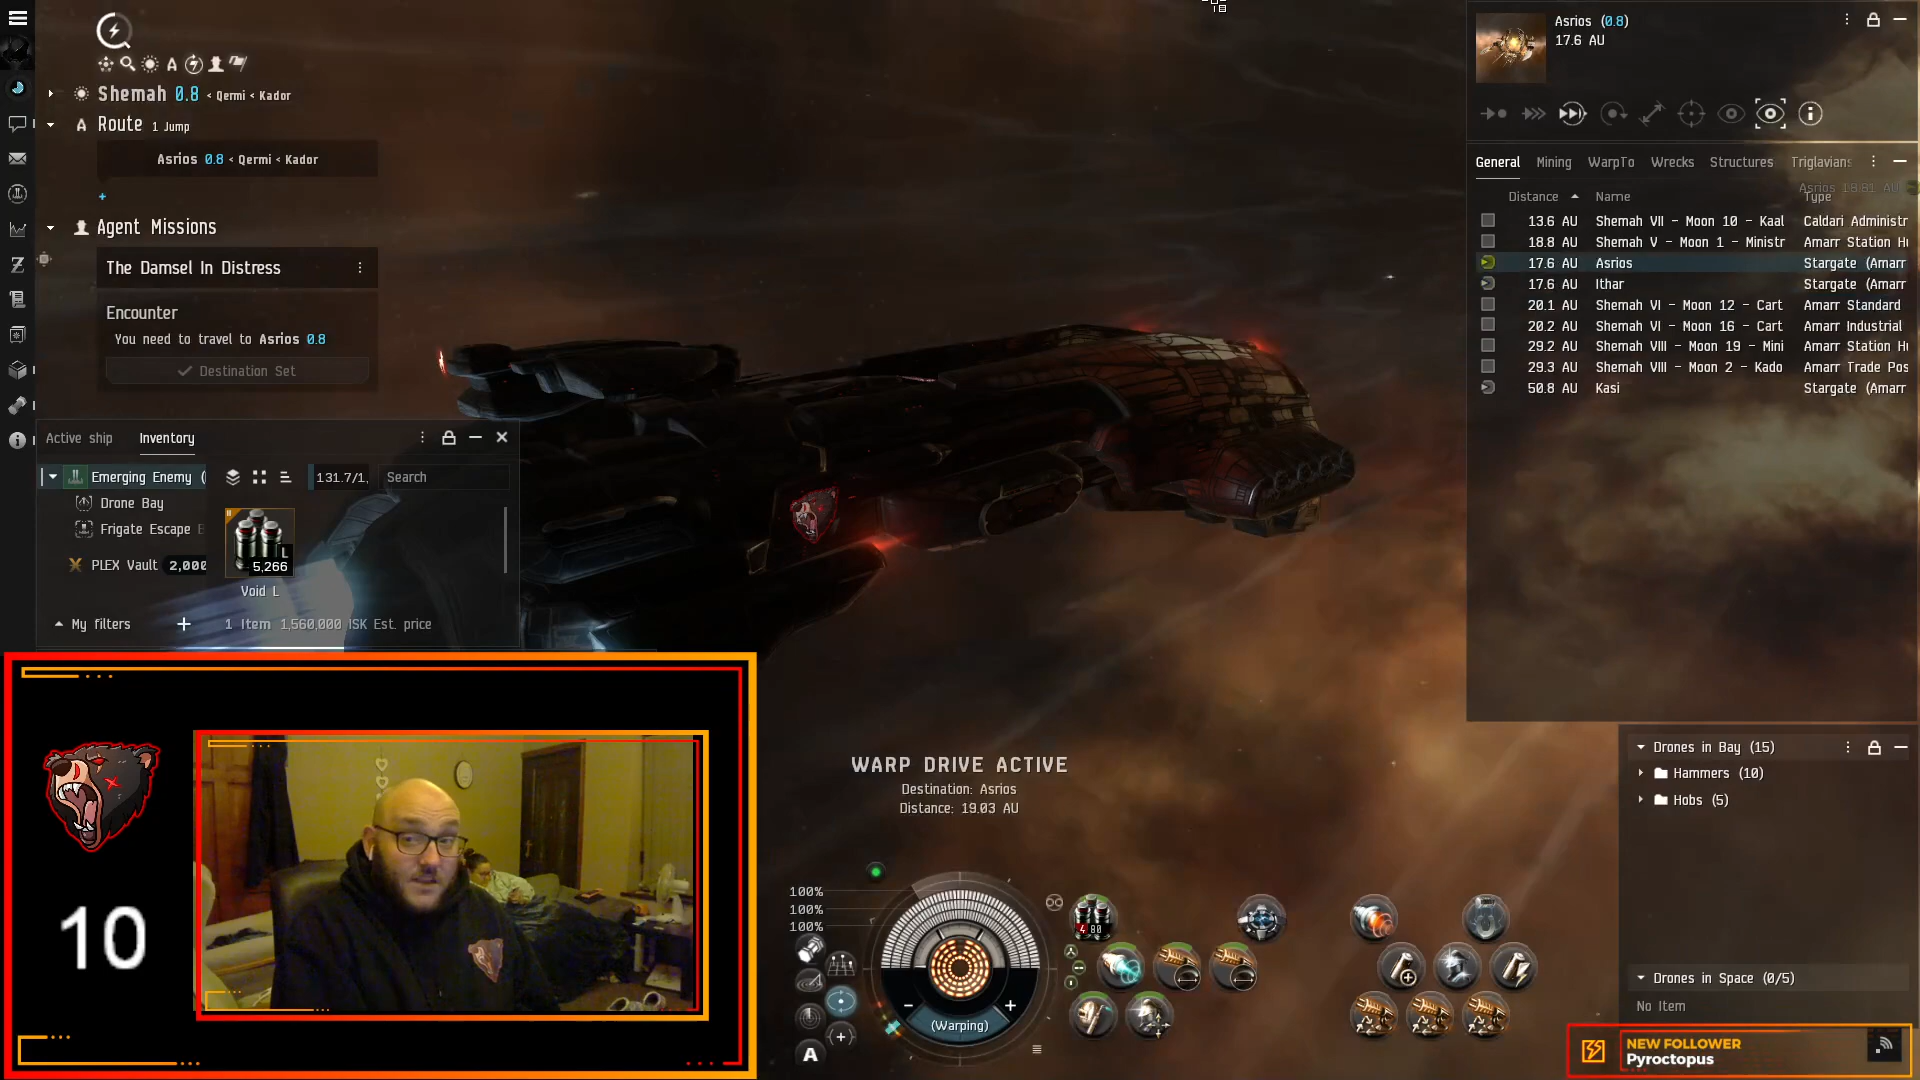 Shemah 0.8 < Qermi < Kador
Route 1 Jump
Asrios 0.8 < Qermi < Kador
+
Agent Missions
The Damsel In Distress
Encounter
You need to travel to Asrios 0.8
Destination Set
Active ship
Inventory
Emerging Enemy (
131.7/1,
Search
Drone Bay
Frigate Escape
PLEX Vault 2,000
L
5,266
Void L
My filters
+
1 Item 1,560,000 ISK Est. price
10
WARP DRIVE ACTIVE
Destination: Asrios
Distance: 19.03 AU
100%
100%
100%
(Warping)
A
4 80
Asrios (0.8)
17.6 AU
General Mining WarpTo Wrecks Structures Triglavians
Asrios 18.81 AU
Distance Name Type
13.6 AU Shemah VII - Moon 10 - Kaal Caldari Administr
18.8 AU Shemah V - Moon 1 - Ministr Amarr Station H
17.6 AU Asrios Stargate (Amarr
17.6 AU Ithar Stargate (Amarr
20.1 AU Shemah VI - Moon 12 - Cart Amarr Standard
20.2 AU Shemah VI - Moon 16 - Cart Amarr Industrial
29.2 AU Shemah VIII - Moon 19 - Mini Amarr Station H
29.3 AU Shemah VIII - Moon 2 - Kado Amarr Trade Pos
50.8 AU Kasi Stargate (Amarr
Drones in Bay (15)
Hammers (10)
Hobs (5)
Drones in Space (0/5)
No Item
NEW FOLLOWER
Pyroctopus